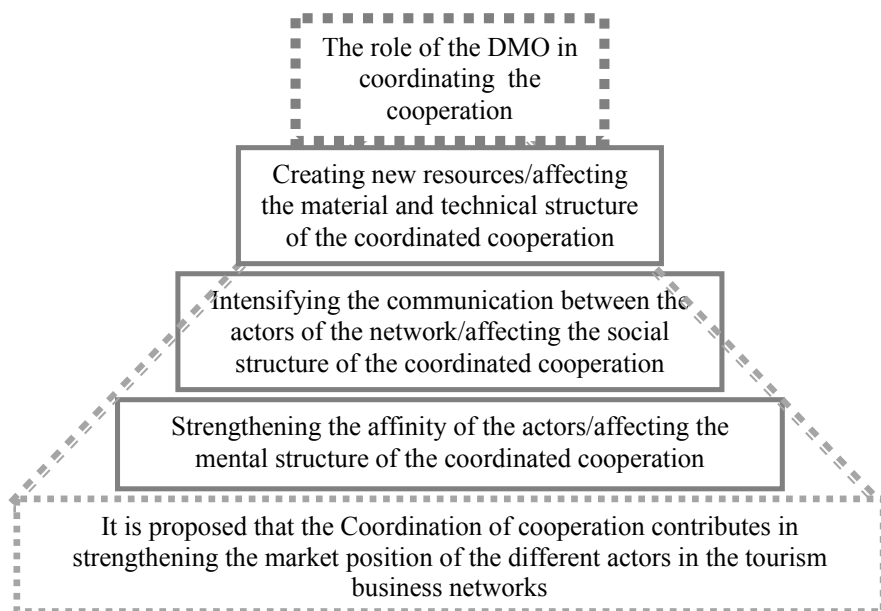 The role of the DMO in
coordinating the
cooperation
Creating new resources/affecting
the material and technical structure
of the coordinated cooperation
Intensifying the communication between the
actors of the network/affecting the social
structure of the coordinated cooperation
Strengthening the affinity of the actors/affecting the
mental structure of the coordinated cooperation
It is proposed that the Coordination of cooperation contributes in
strengthening the market position of the different actors in the tourism
business networks